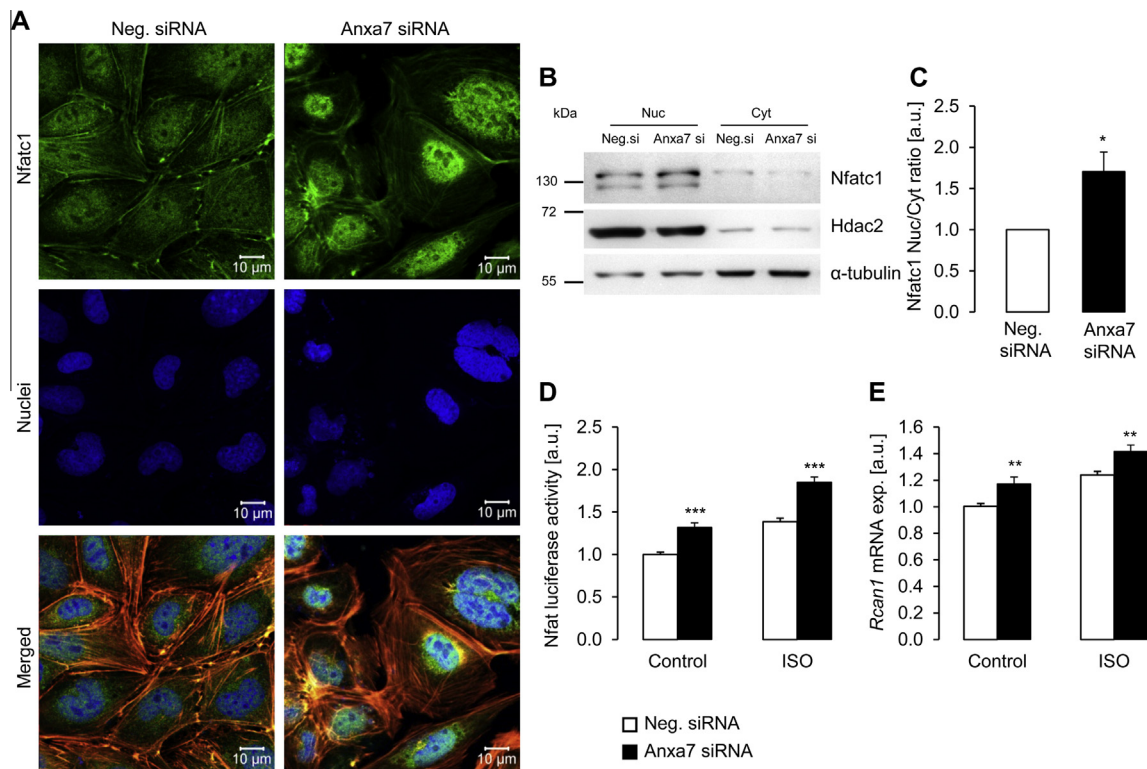 A
Neg. siRNA
Anxa7 siRNA
Nfatc1
10 μm
10 μm
Nuclei
10 μm
10 μm
Merged
10 μm
10 μm
B
kDa
Nuc
Cyt
Neg.si
Anxa7 si
Neg.si
Anxa7 si
130
Nfatc1
72
Hdac2
55
α-tubulin
C
Nfatc1 Nuc/Cyt ratio [a.u.]
2.5
2.0
1.5
1.0
0.5
0.0
*
Neg.
siRNA
Anxa7
siRNA
D
Nfat luciferase activity [a.u.]
2.5
2.0
1.5
1.0
0.5
0.0
***
***
Control
ISO
E
Rcan1 mRNA exp. [a.u.]
1.6
1.4
1.2
1.0
0.8
0.6
0.4
0.2
0.0
**
**
Control
ISO
Neg. siRNA
Anxa7 siRNA